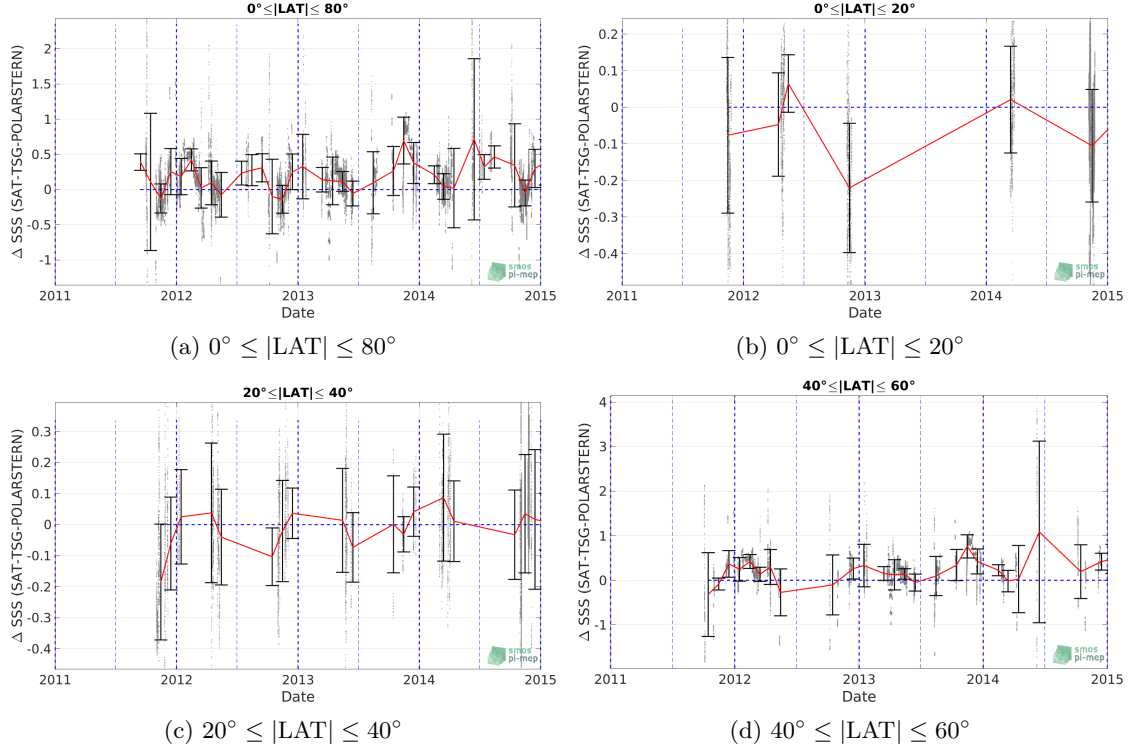 0°≤|LAT|≤ 80°
Δ SSS (SAT-TSG-POLARSTERN)
2
1.5
1
0.5
0
-0.5
-1
smos
pi-mep
2011 2012 2013 2014 2015
Date
(a) 0° ≤ |LAT| ≤ 80°
0°≤|LAT|≤ 20°
Δ SSS (SAT-TSG-POLARSTERN)
0.2
0.1
0
-0.1
-0.2
-0.3
-0.4
smos
pi-mep
2011 2012 2013 2014 2015
Date
(b) 0° ≤ |LAT| ≤ 20°
20°≤|LAT|≤ 40°
Δ SSS (SAT-TSG-POLARSTERN)
0.3
0.2
0.1
0
-0.1
-0.2
-0.3
-0.4
smos
pi-mep
2011 2012 2013 2014 2015
Date
(c) 20° ≤ |LAT| ≤ 40°
40°≤|LAT|≤ 60°
Δ SSS (SAT-TSG-POLARSTERN)
4
3
2
1
0
-1
smos
pi-mep
2011 2012 2013 2014 2015
Date
(d) 40° ≤ |LAT| ≤ 60°